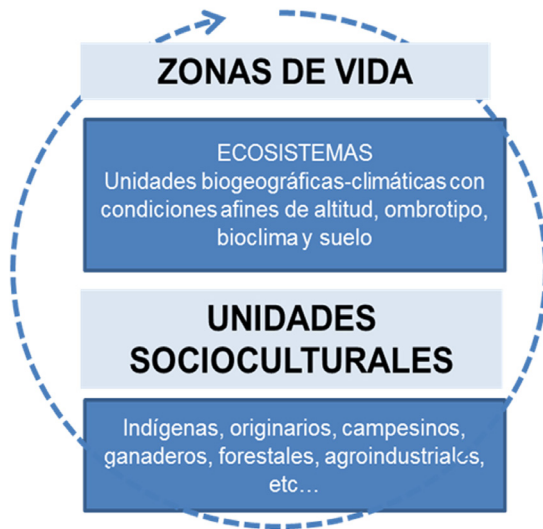 ZONAS DE VIDA
ECOSISTEMAS
Unidades biogeográficas-climáticas con
condiciones afines de altitud, ombrotipo,
bioclima y suelo
UNIDADES
SOCIOCULTURALES
Indígenas, originarios, campesinos,
ganaderos, forestales, agroindustriales,
etc...